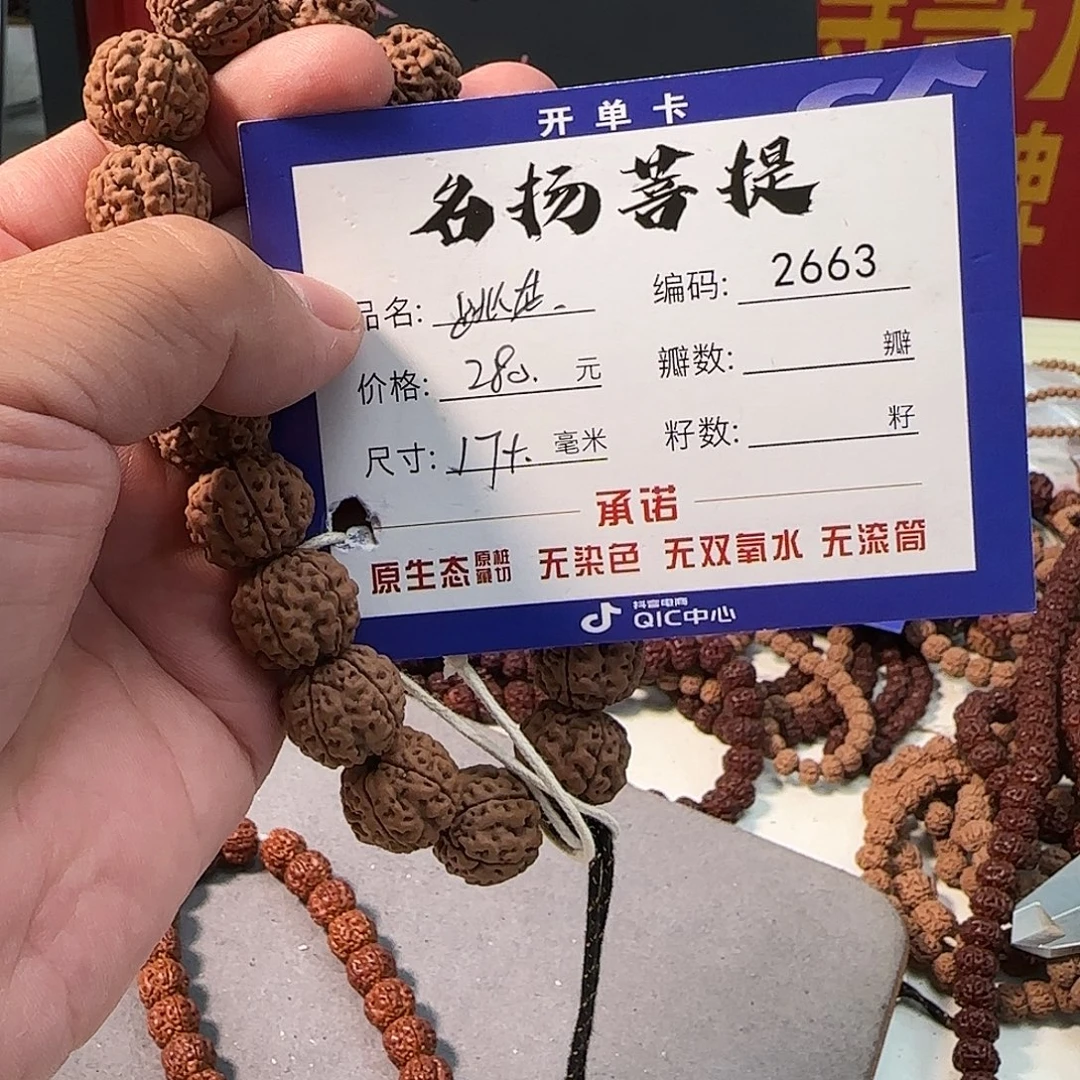 开单卡
名扬菩提
品名: 编码: 2663
价格: 280. 元 瓣数: 瓣
尺寸: 17+. 毫米 籽数: 籽
承诺
原生态 原桩藏切 无染色 无双氧水 无滚筒
抖音电商
QIC中心
牌